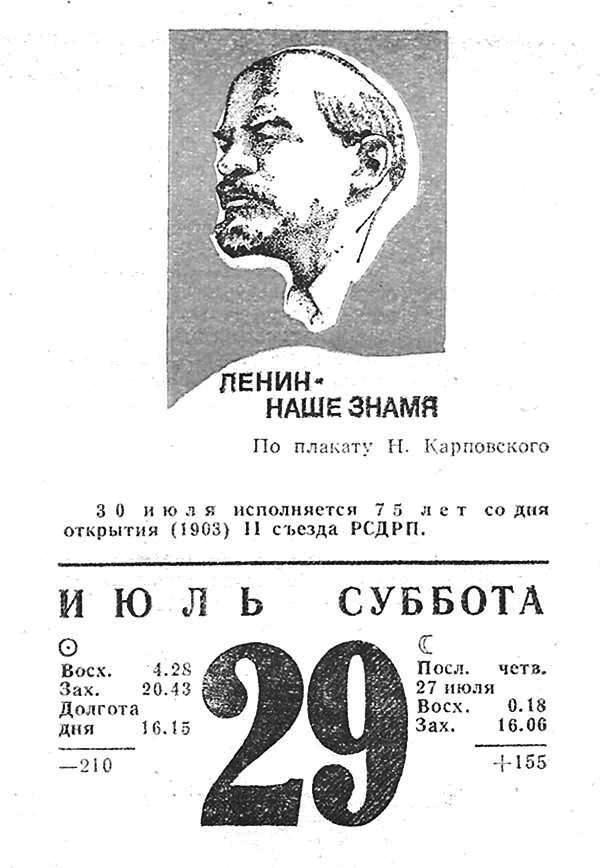 ЛЕНИН-
НАШЕ ЗНАМЯ
По плакату Н. Карповского
30 июля исполняется 75 лет со дня
открытия (1903) II съезда РСДРП.
ИЮЛЬ СУББОТА
29
Восх. 4.28
Зах. 20.43
Долгота
дня 16.15
—210
Посл. четв.
27 июля
Восх. 0.18
Зах. 16.06
+155